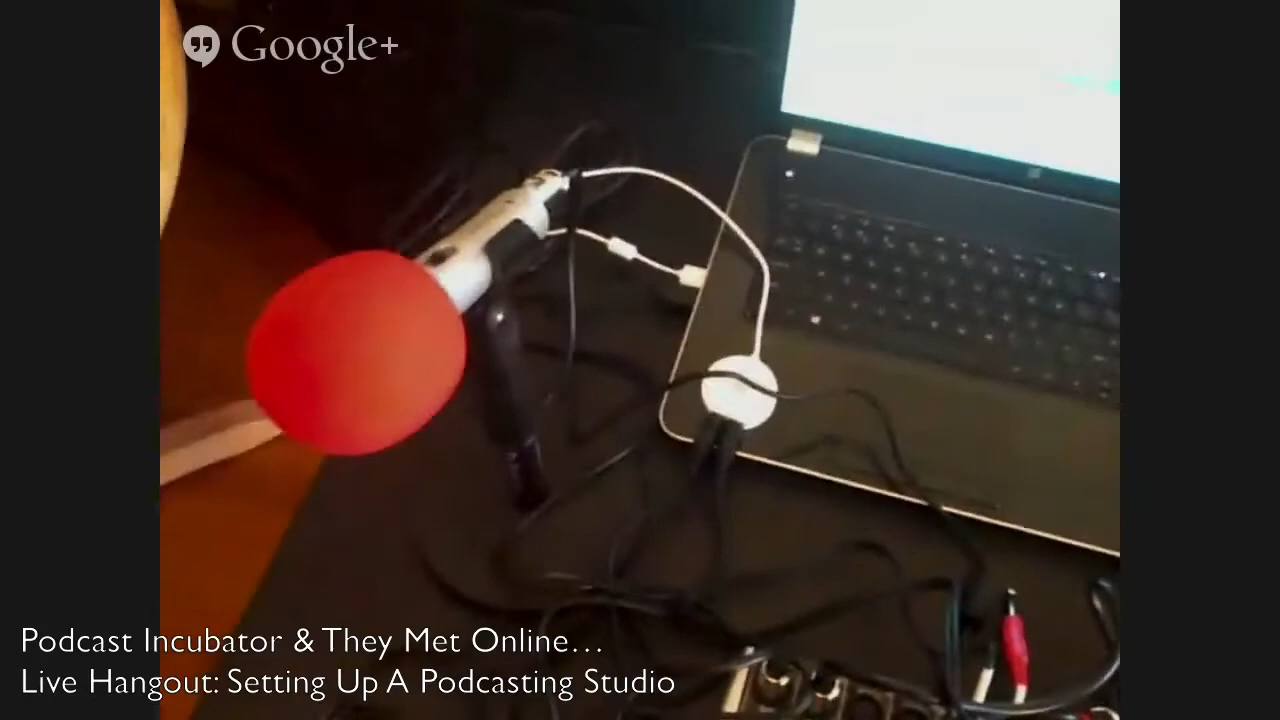 Google+
Podcast Incubator & They Met Online...
Live Hangout: Setting Up A Podcasting Studio